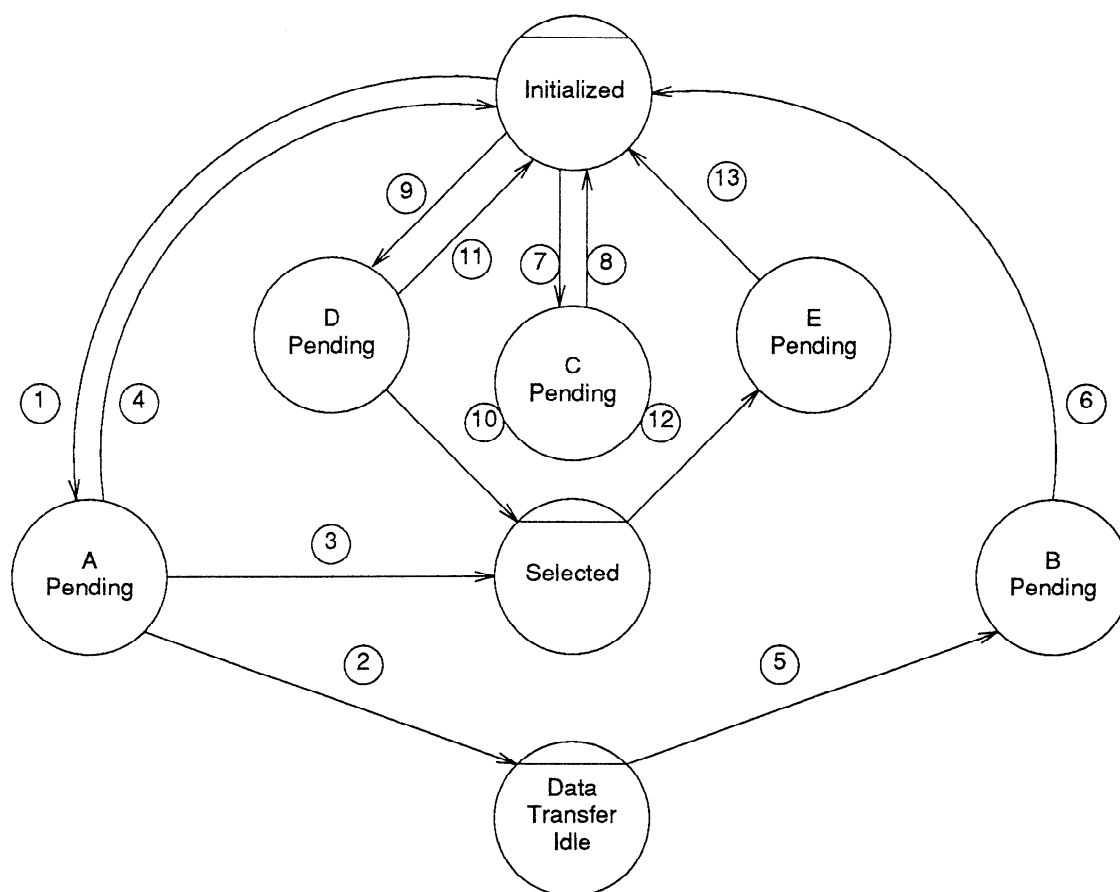 Initialized
9
13
11
7
8
D
Pending
E
Pending
C
Pending
1
4
10
12
6
3
A
Pending
Selected
B
Pending
2
5
Data
Transfer
Idle